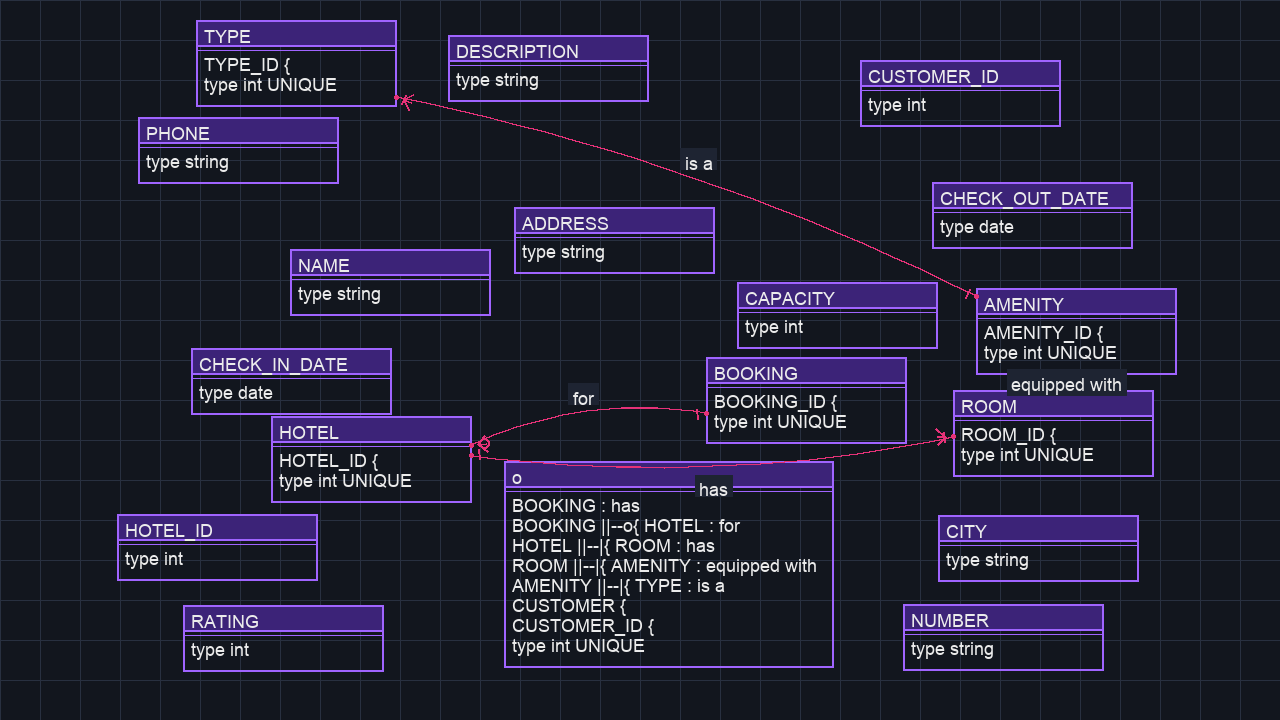 TYPE
TYPE_ID {
type int UNIQUE
DESCRIPTION
type string
CUSTOMER_ID
type int
PHONE
type string
is a
CHECK_OUT_DATE
type date
ADDRESS
type string
NAME
type string
CAPACITY
type int
AMENITY
AMENITY_ID {
type int UNIQUE
CHECK_IN_DATE
type date
BOOKING
BOOKING_ID {
type int UNIQUE
equipped with
for
ROOM
ROOM_ID {
type int UNIQUE
HOTEL
HOTEL_ID {
type int UNIQUE
o
has
BOOKING : has
BOOKING ||--o{ HOTEL : for
HOTEL ||--|{ ROOM : has
ROOM ||--|{ AMENITY : equipped with
AMENITY ||--|{ TYPE : is a
CUSTOMER {
CUSTOMER_ID {
type int UNIQUE
HOTEL_ID
type int
CITY
type string
RATING
type int
NUMBER
type string